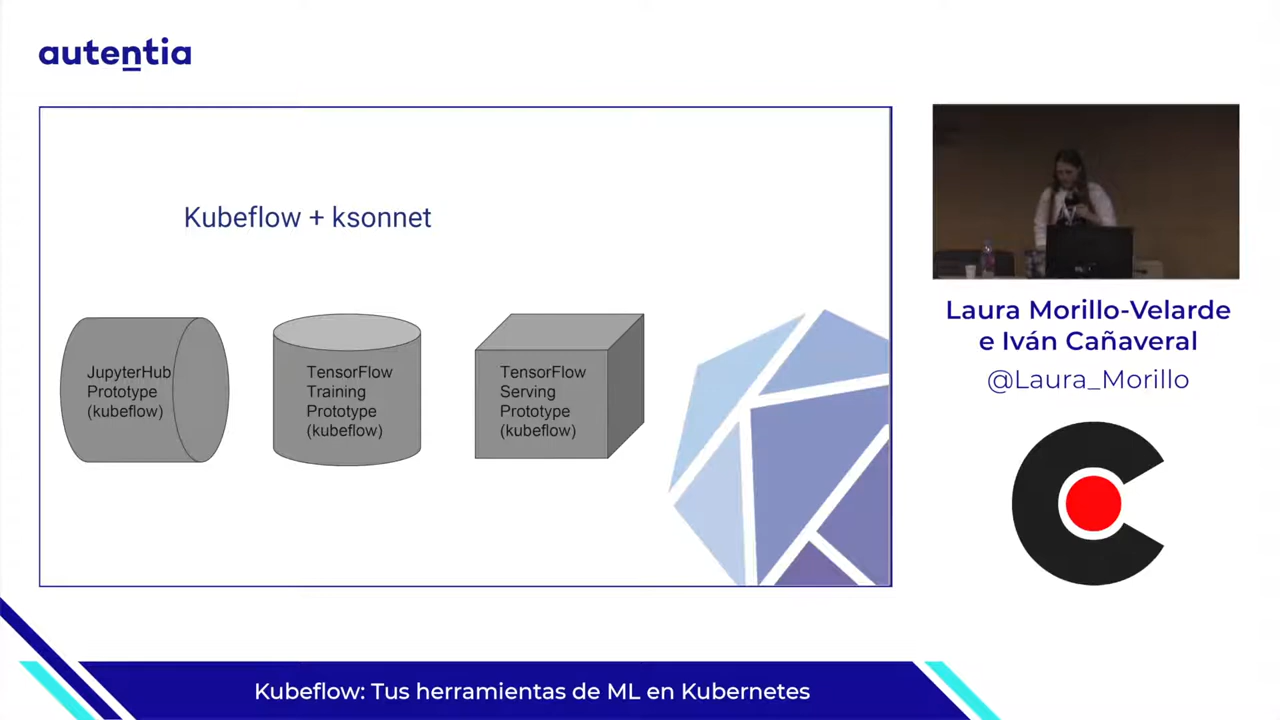 autentia
Kubeflow + ksonnet
JupyterHub
Prototype
(kubeflow)
TensorFlow
Training
Prototype
(kubeflow)
TensorFlow
Serving
Prototype
(kubeflow)
Laura Morillo-Velarde
e Iván Cañaveral
@Laura_Morillo
Kubeflow: Tus herramientas de ML en Kubernetes